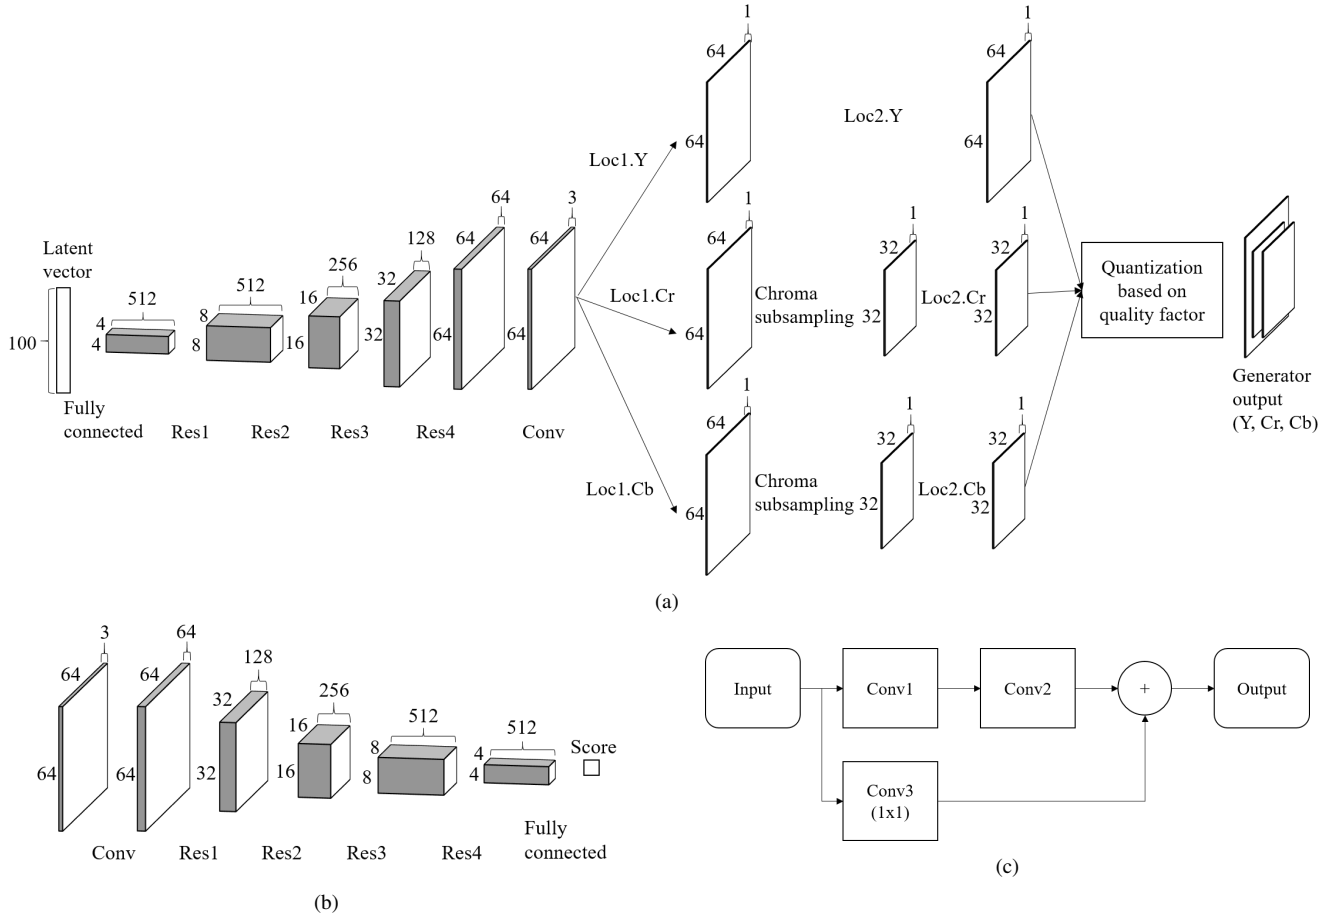 1
1
64
64
Loc2.Y
64
64
Loc1.Y
1
64
3
1
1
64
128
64
64
32
32
Latent
vector
256
32
512
16
Chroma
subsampling
Loc1.Cr
Loc2.Cr
Quantization
based on
quality factor
512
8
4
4
100
8
16
32
64
64
64
32
32
Generator
output
(Y, Cr, Cb)
Fully
connected
Res1
Res2
Res3
Res4
Conv
1
1
1
64
32
32
Loc1.Cb
Chroma
subsampling
Loc2.Cb
64
32
32
(a)
3
64
128
64
64
32
256
16
512
8
512
4
Score
64
64
32
16
8
4
Conv
Res1
Res2
Res3
Res4
Fully
connected
(b)
Input
Conv1
Conv2
+
Output
Conv3
(1x1)
(c)